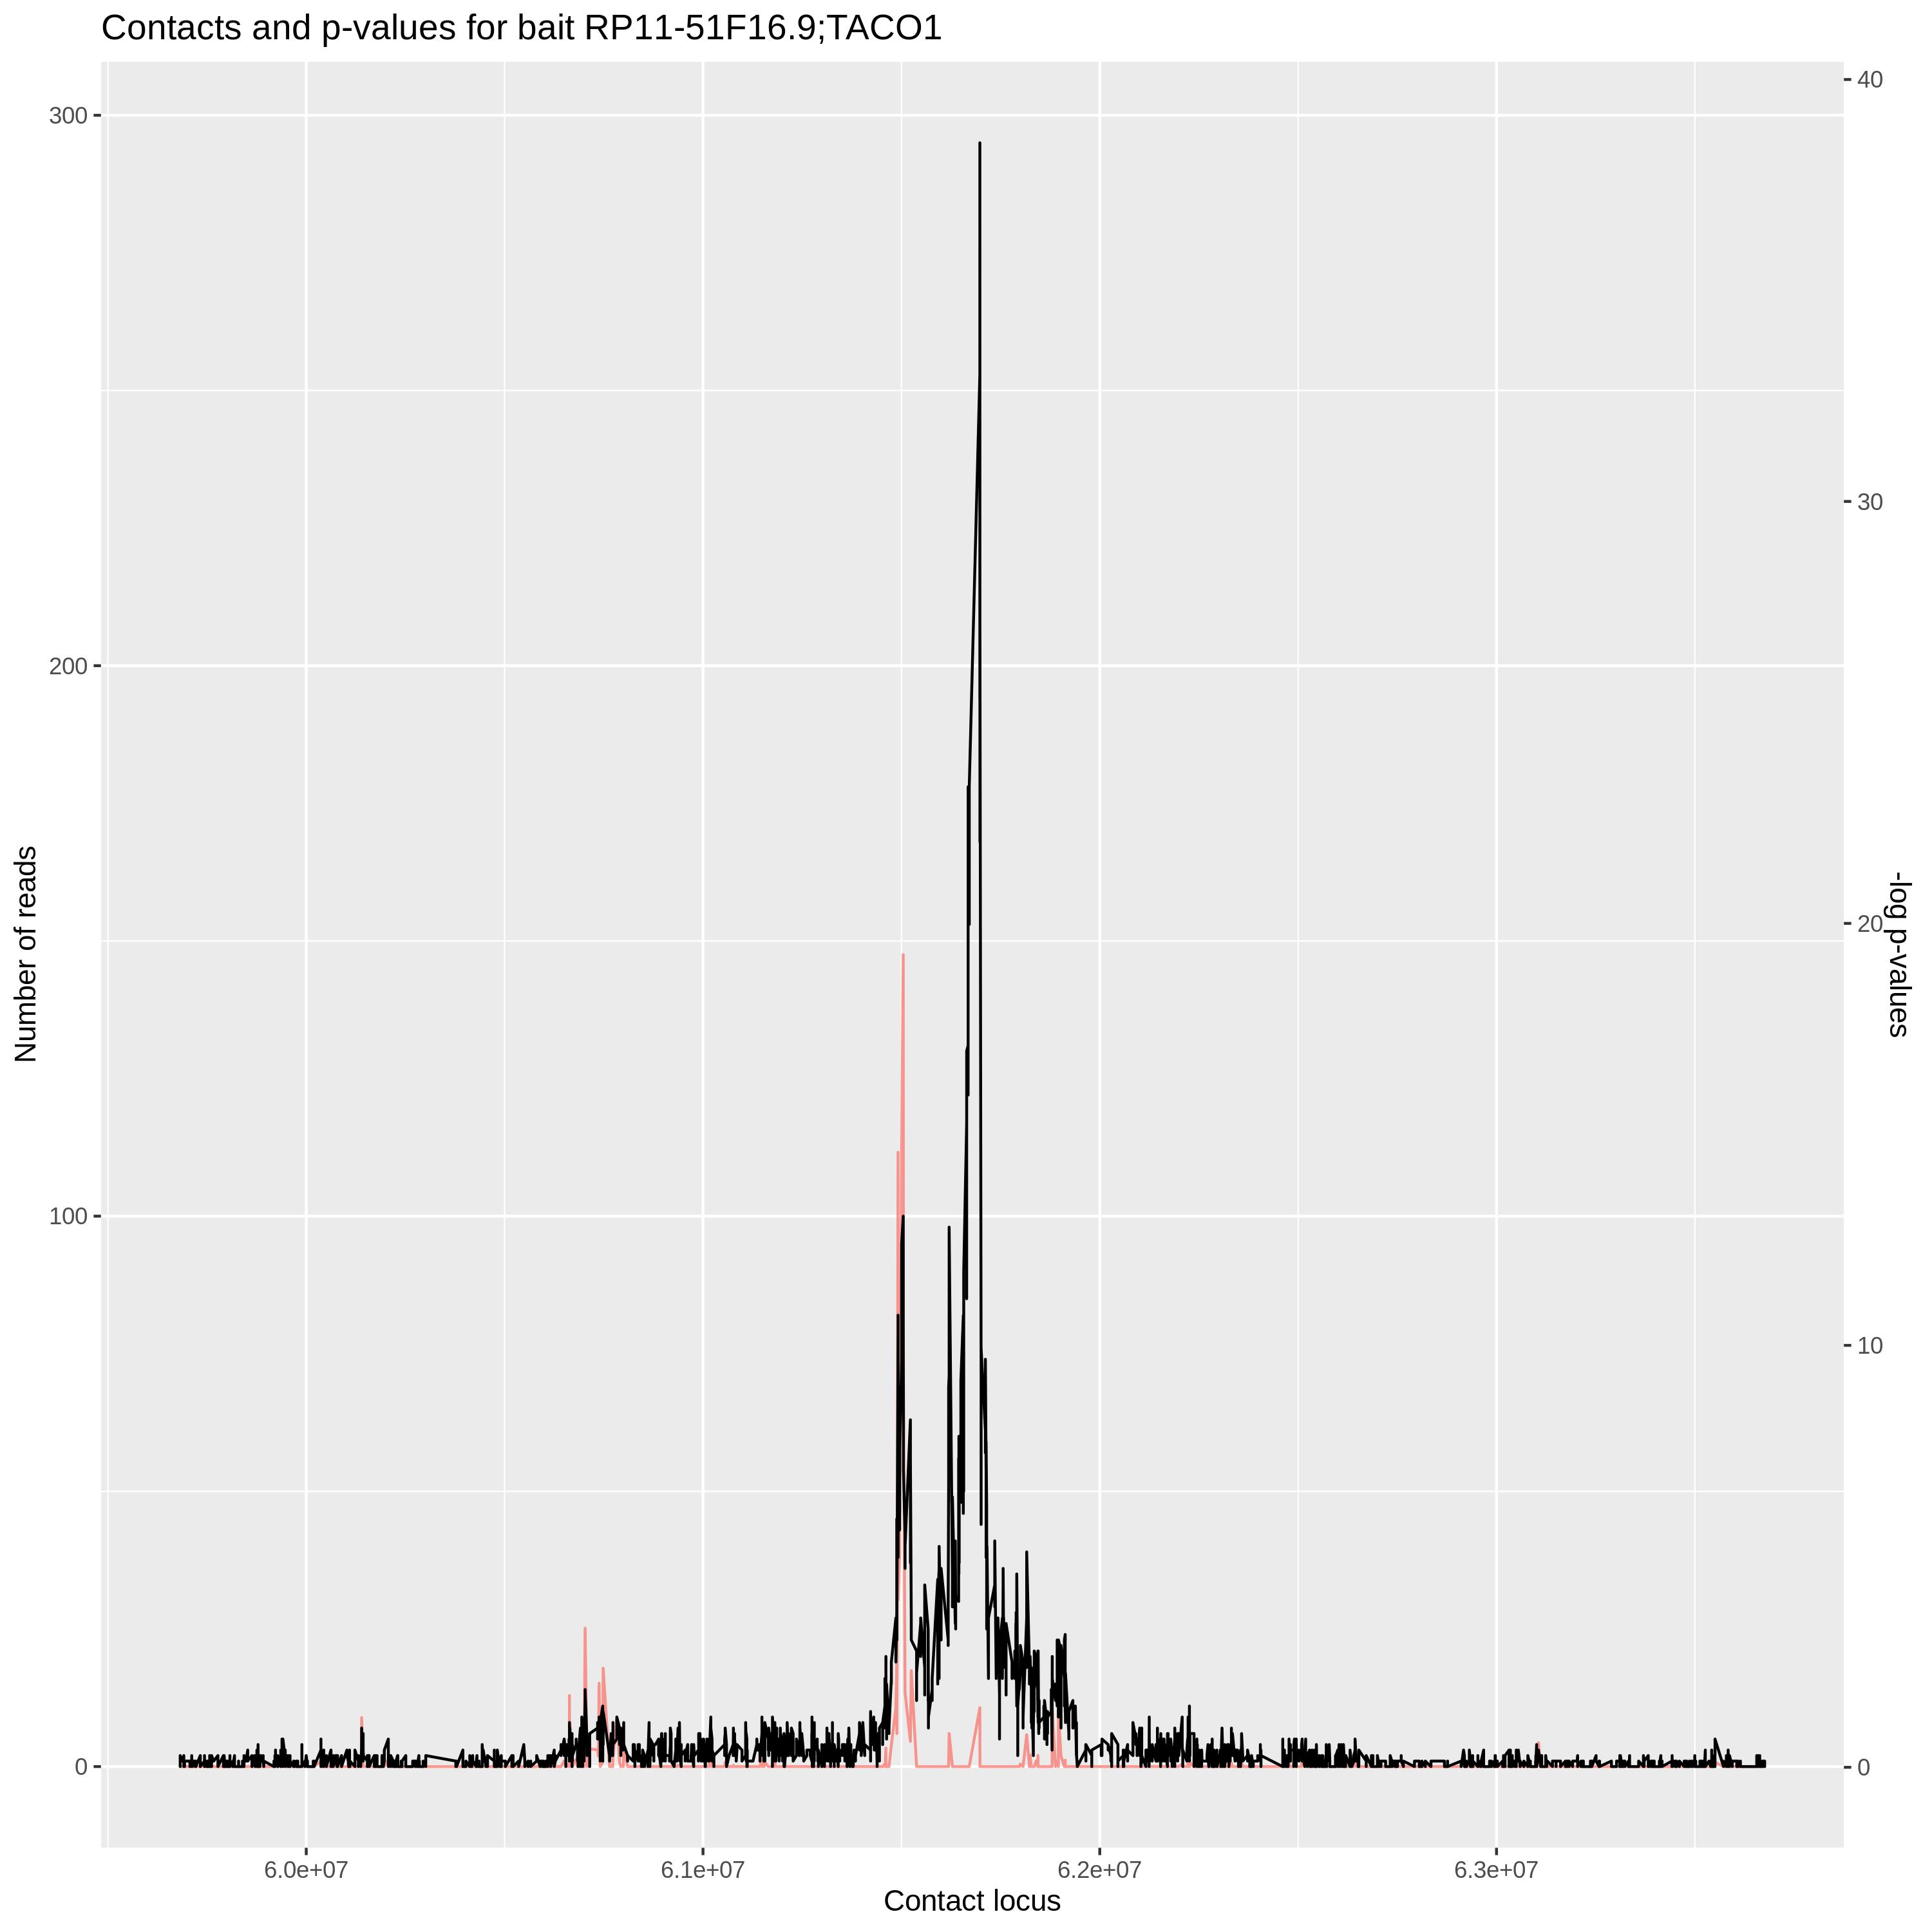 Contacts and p-values for bait RP11-51F16.9;TACO1
300
200
100
0
Number of reads
40
30
20
10
0
-log p-values
6.0e+07 6.1e+07 6.2e+07 6.3e+07
Contact locus